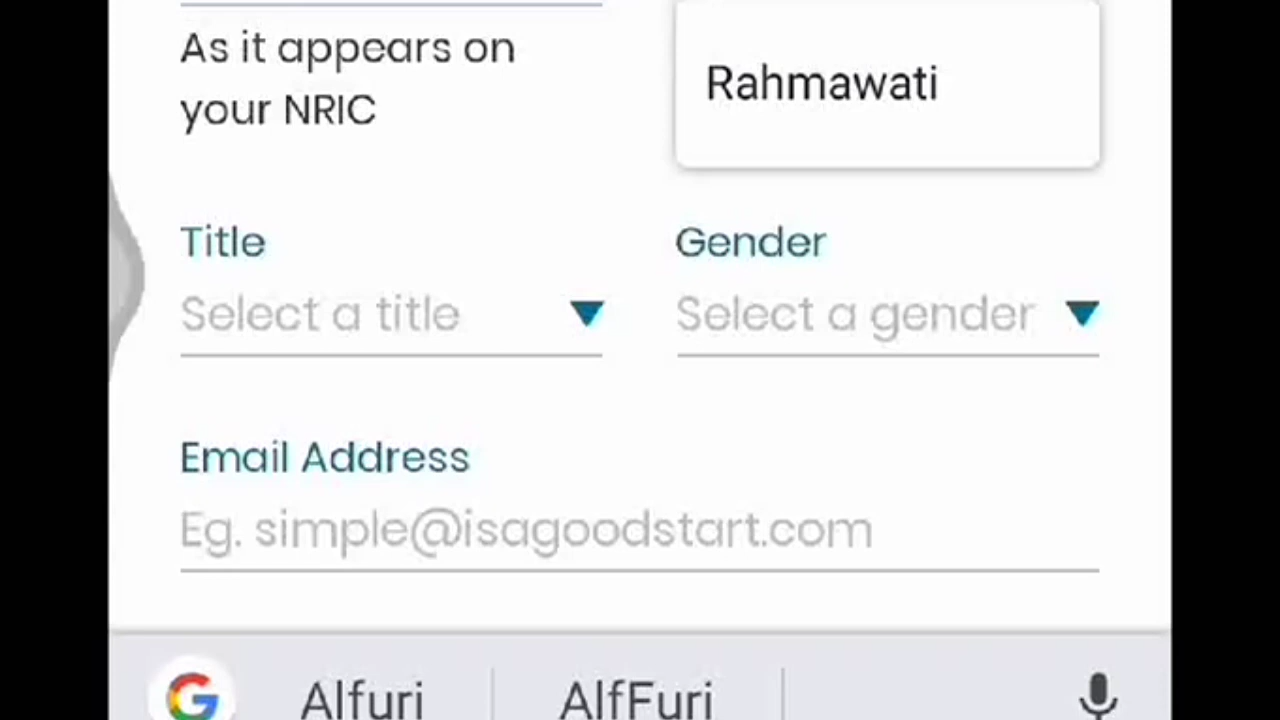 As it appears on
your NRIC
Rahmawati
Title
Gender
Select a title
Select a gender
Email Address
Eg. simple@isagoodstart.com
Alfuri
AlfFuri